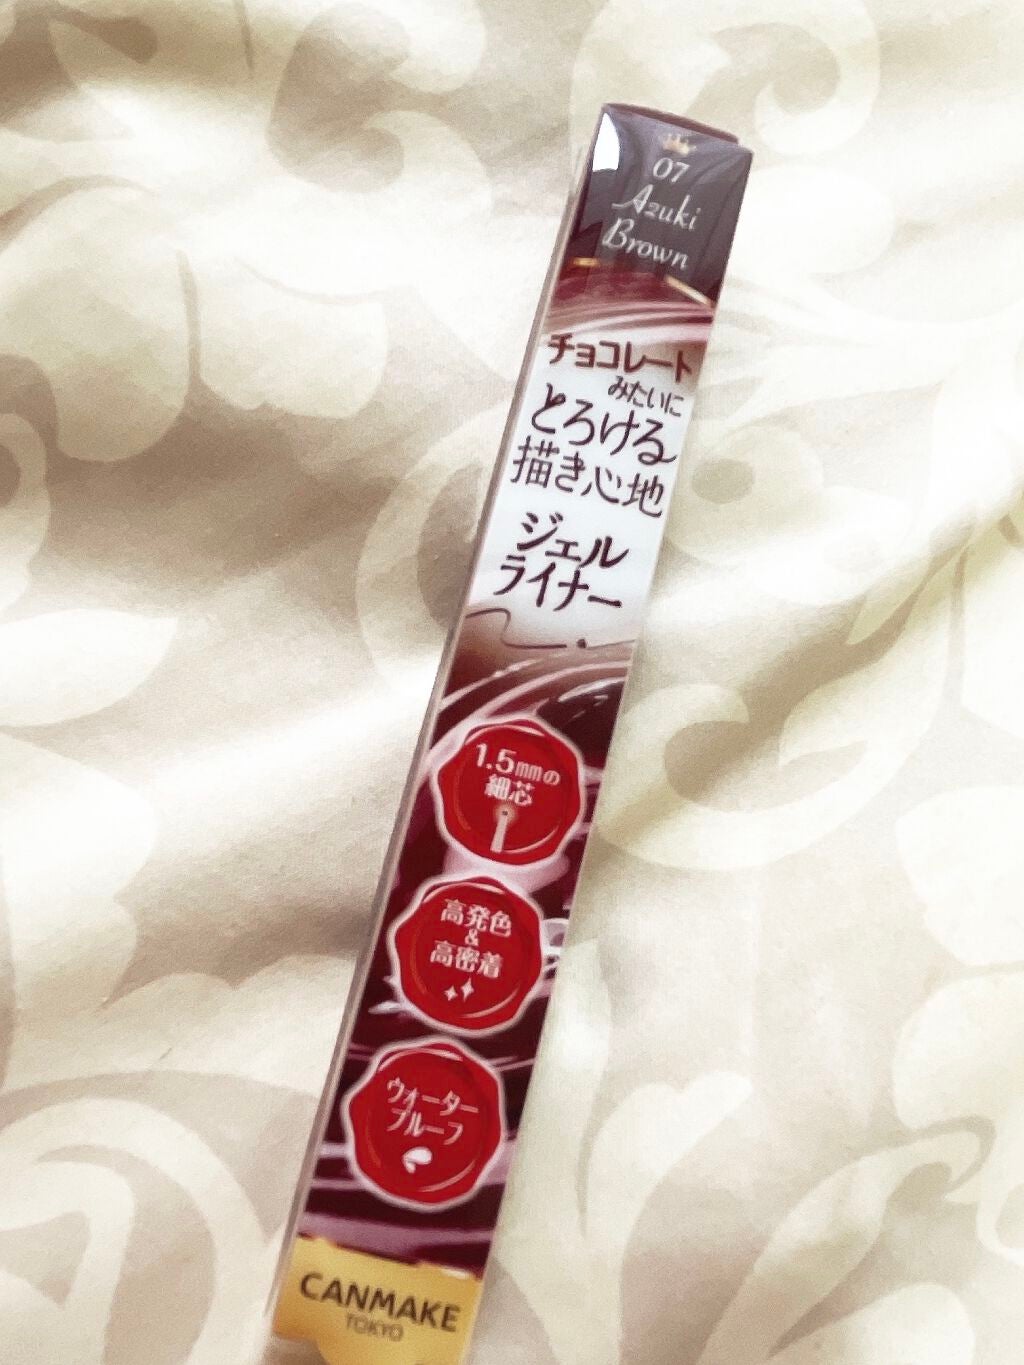 07
Azuki
Brown
チョコレート
みたいに
とろける
描き心地
ジェル
ライナー
1.5mmの
細芯
高発色
&
高密着
ウォーター
プルーフ
CANMAKE
TOKYO